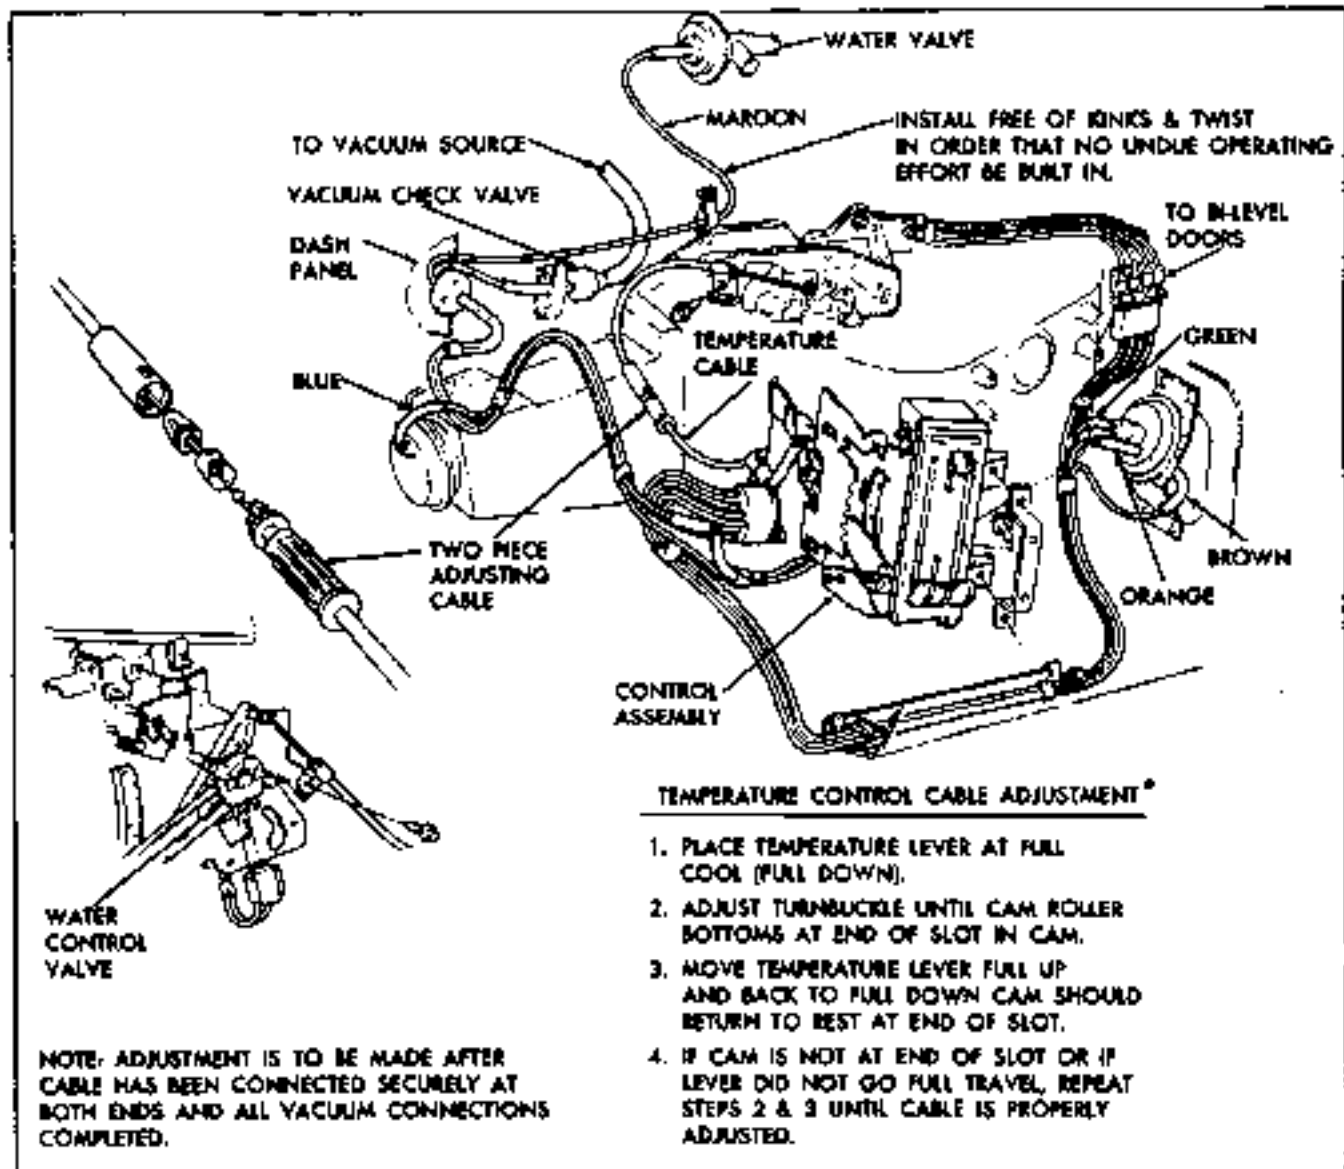 WATER VALVE
MAROON
INSTALL FREE OF KINKS & TWIST
IN ORDER THAT NO UNDUE OPERATING
EFFORT BE BUILT IN.
TO VACUUM SOURCE
VACUUM CHECK VALVE
DASH
PANEL
TO BI-LEVEL
DOORS
TEMPERATURE
CABLE
GREEN
BLUE
TWO PIECE
ADJUSTING
CABLE
BROWN
ORANGE
CONTROL
ASSEMBLY
WATER
CONTROL
VALVE
TEMPERATURE CONTROL CABLE ADJUSTMENT*
1. PLACE TEMPERATURE LEVER AT FULL
COOL (FULL DOWN).
2. ADJUST TURNBUCKLE UNTIL CAM ROLLER
BOTTOMS AT END OF SLOT IN CAM.
3. MOVE TEMPERATURE LEVER FULL UP
AND BACK TO FULL DOWN CAM SHOULD
RETURN TO REST AT END OF SLOT.
4. IF CAM IS NOT AT END OF SLOT OR IF
LEVER DID NOT GO FULL TRAVEL, REPEAT
STEPS 2 & 3 UNTIL CABLE IS PROPERLY
ADJUSTED.
NOTE: ADJUSTMENT IS TO BE MADE AFTER
CABLE HAS BEEN CONNECTED SECURELY AT
BOTH ENDS AND ALL VACUUM CONNECTIONS
COMPLETED.